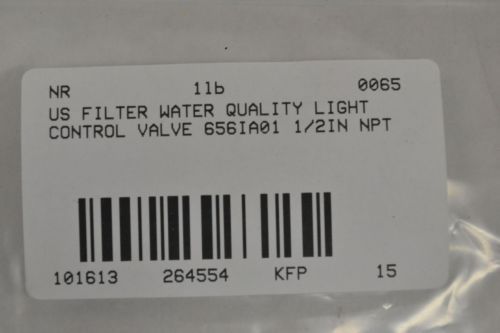 NR 1lb 0065
US FILTER WATER QUALITY LIGHT
CONTROL VALVE 656IA01 1/2IN NPT
101613 264554 KFP 15